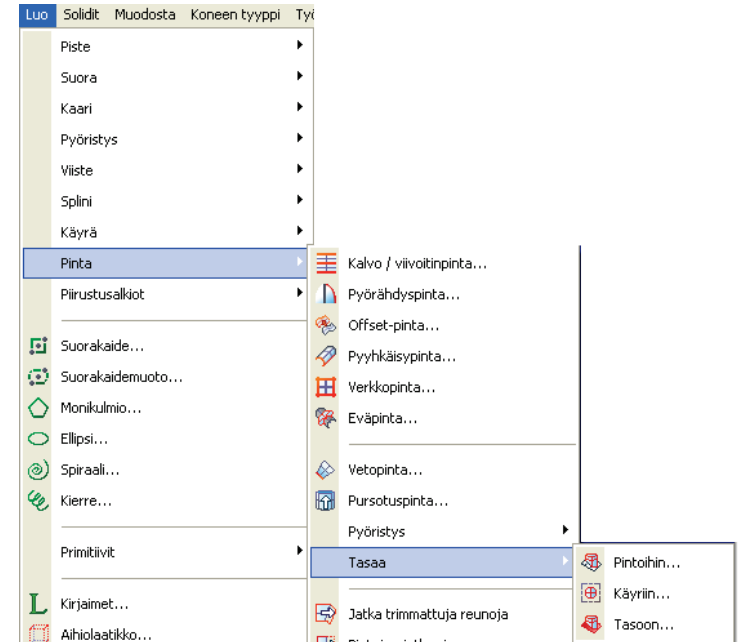 Luo Solidit Muodosta Koneen tyyppi
Piste
Suora
Kaari
Pyöristys
Viiste
Splini
Käyrä
Pinta
Piirustusalkiot
Suorakaide...
Suorakaidemuoto...
Monikulmio...
Ellipsi...
Spiraali...
Kierre...
Primitiivit
Kirjaimet...
Aihiolaatikko...
Kalvo / viivoitinpinta...
Pyörähdyspinta...
Offset-pinta...
Pyyhkäisypinta...
Verkkopinta...
Eväpinta...
Vetopinta...
Pursotuspinta...
Pyöristys
Tasaa
Jatka trimmattuja reunoja
Pintoihin...
Käyriin...
Tasoon...